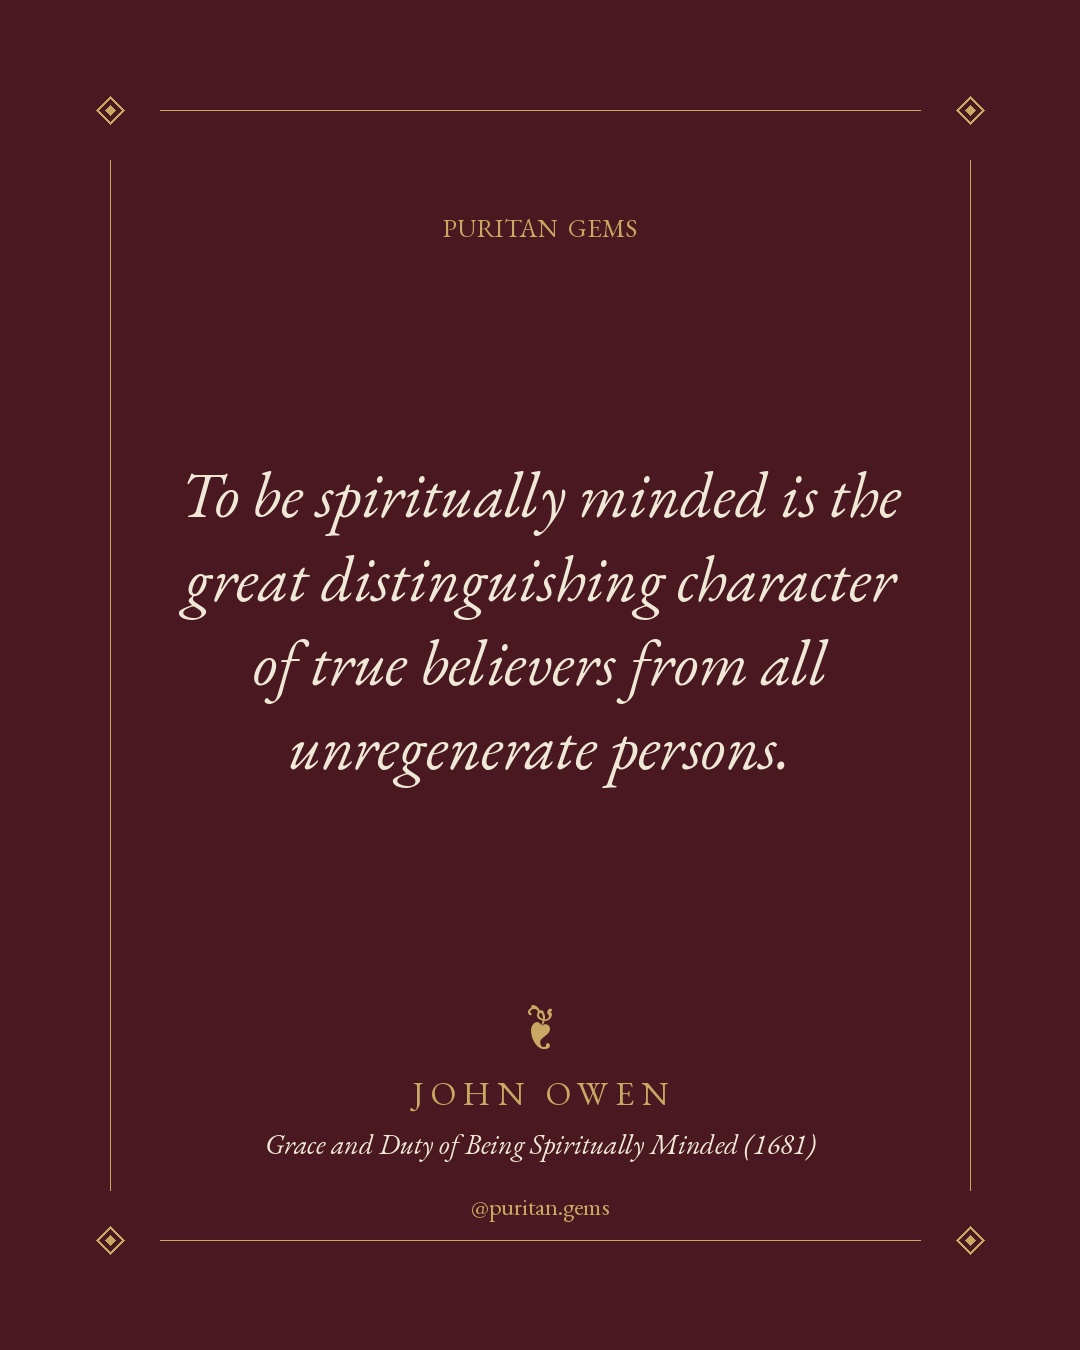 PURITAN GEMS
To be spiritually minded is the
great distinguishing character
of true believers from all
unregenerate persons.
JOHN OWEN
Grace and Duty of Being Spiritually Minded (1681)
@puritan.gems